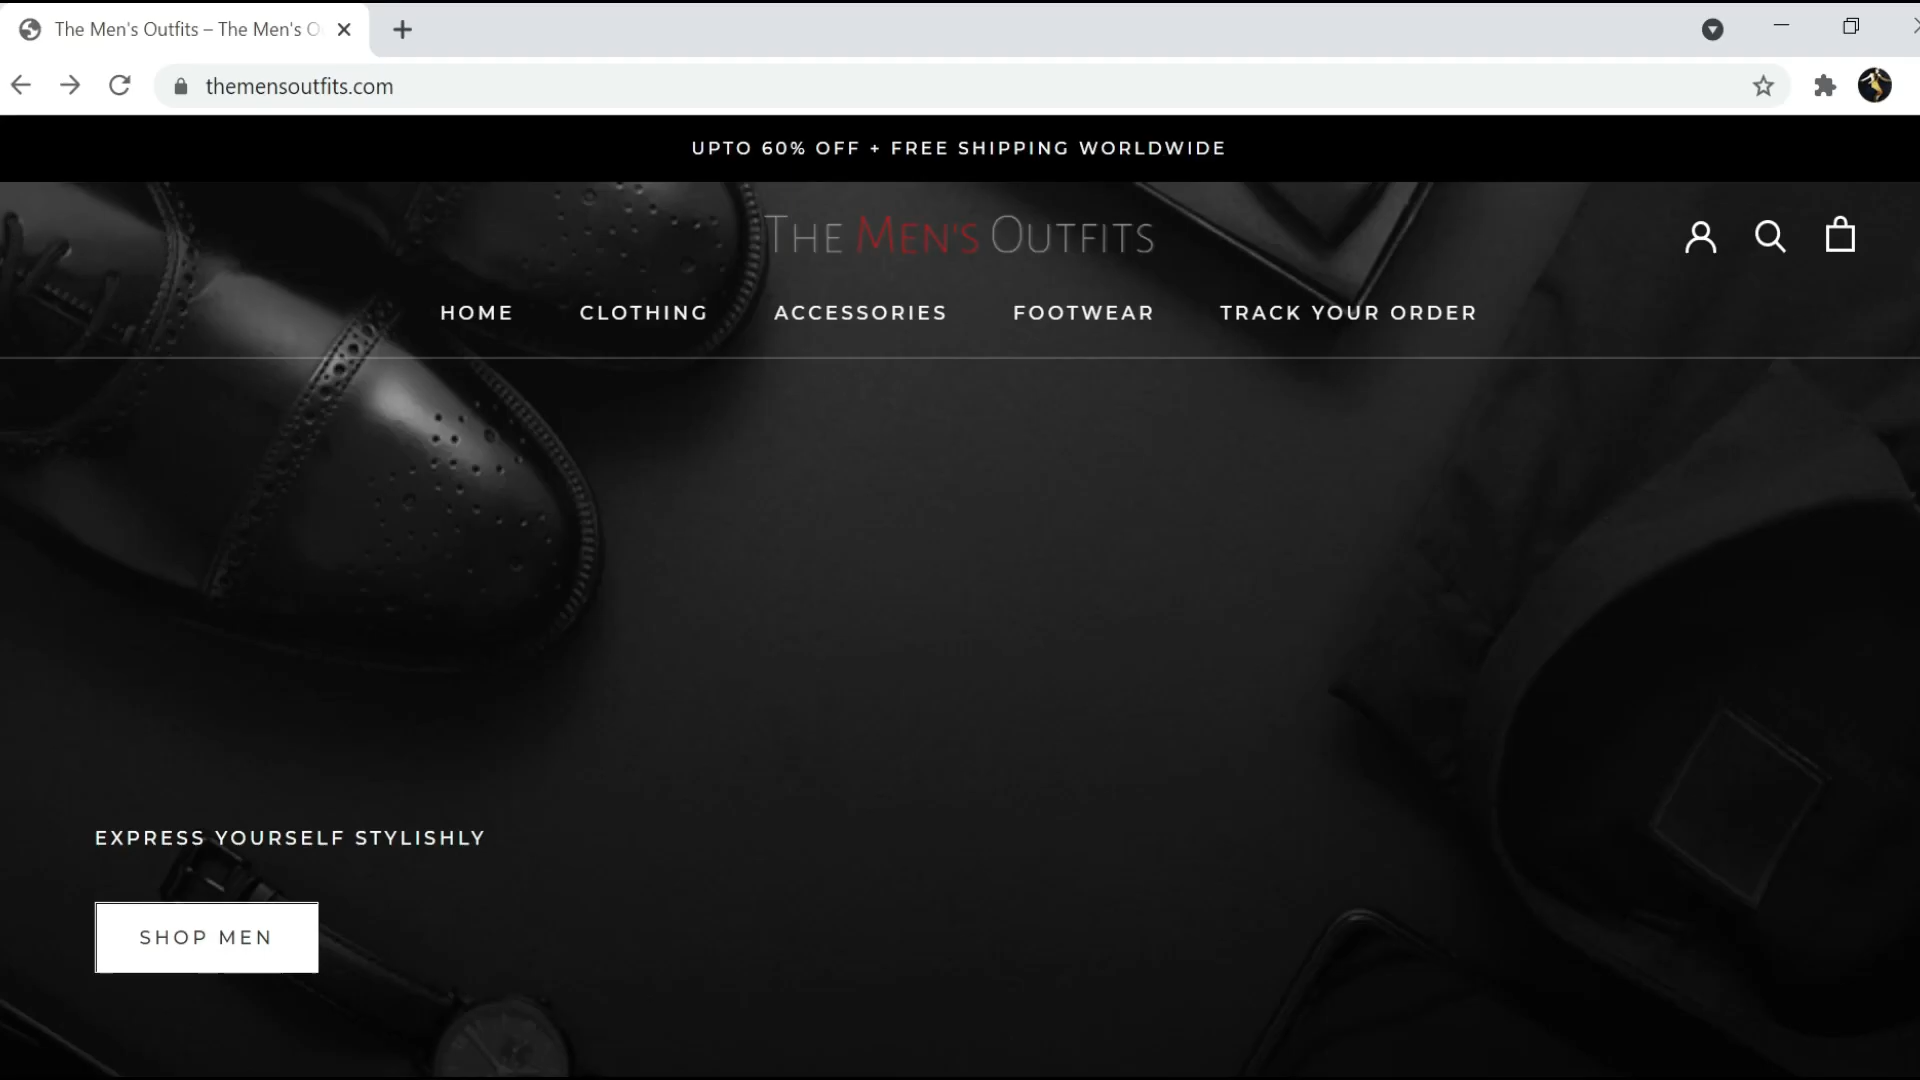 The Men's Outfits – The Men's O
themensoutfits.com
UPTO 60% OFF + FREE SHIPPING WORLDWIDE
THE MEN'S OUTFITS
HOME CLOTHING ACCESSORIES FOOTWEAR TRACK YOUR ORDER
EXPRESS YOURSELF STYLISHLY
SHOP MEN